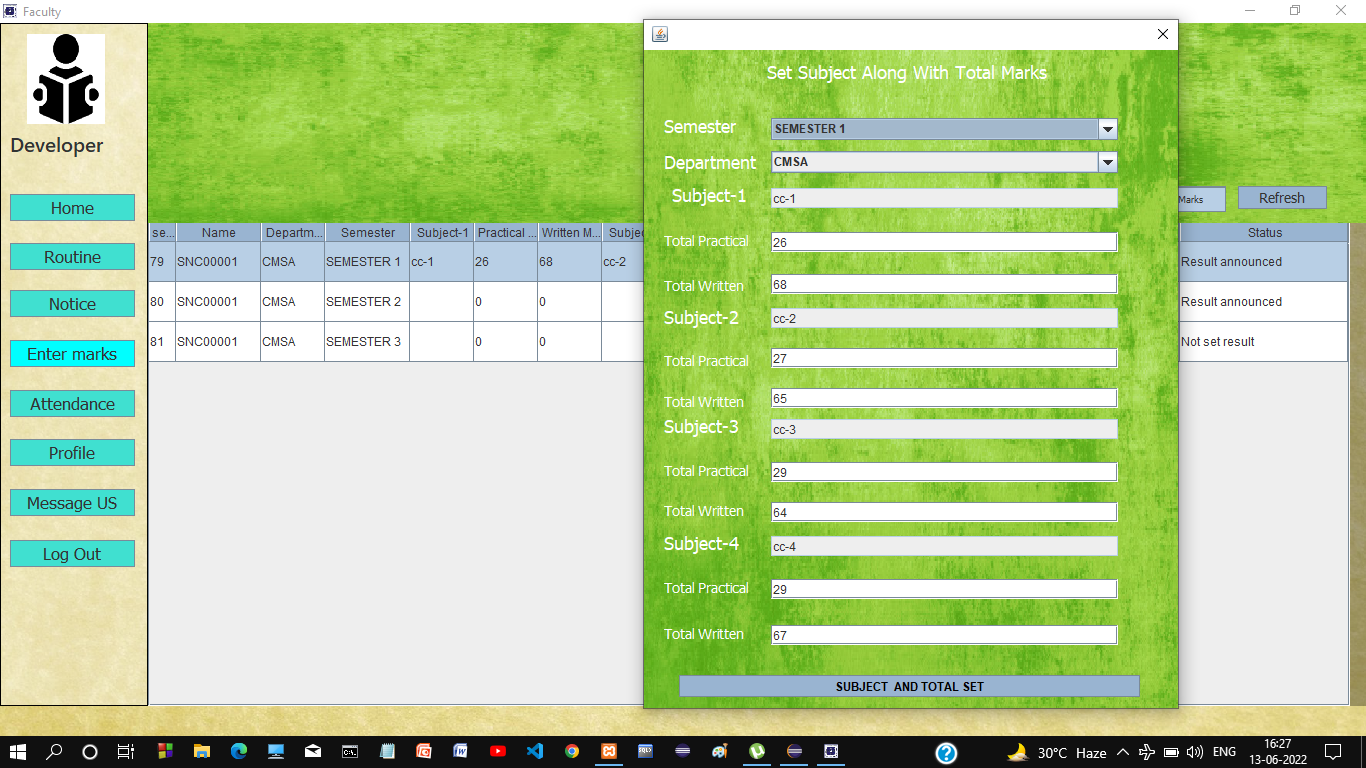 Faculty
Developer
Home
Routine
Notice
Enter marks
Attendance
Profile
Message US
Log Out
Marks
Refresh
se... Name Departm... Semester Subject-1 Practical ... Written M... Subje Status
79 SNC00001 CMSA SEMESTER 1 cc-1 26 68 cc-2 Result announced
80 SNC00001 CMSA SEMESTER 2 0 0 Result announced
81 SNC00001 CMSA SEMESTER 3 0 0 Not set result
Set Subject Along With Total Marks
Semester SEMESTER 1
Department CMSA
Subject-1 cc-1
Total Practical 26
Total Written 68
Subject-2 cc-2
Total Practical 27
Total Written 65
Subject-3 cc-3
Total Practical 29
Total Written 64
Subject-4 cc-4
Total Practical 29
Total Written 67
SUBJECT AND TOTAL SET
30°C Haze ENG 16:27
13-06-2022